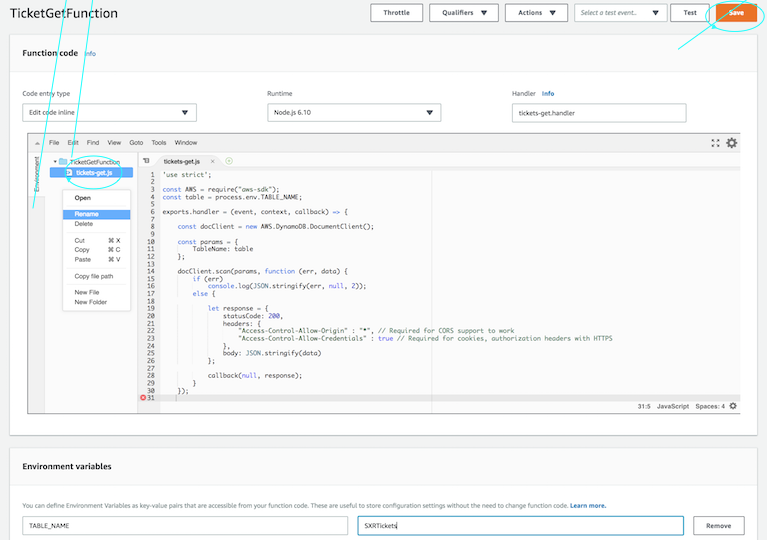 TicketGetFunction
Throttle
Qualifiers
Actions
Select a test event..
Test
Save
Function code Info
Code entry type
Runtime
Handler Info
Edit code inline
Node.js 6.10
tickets-get.handler
File Edit Find View Goto Tools Window
Environment
TicketGetFunction
tickets-get.js
Open
Rename
Delete
Cut ⌘ X
Copy ⌘ C
Paste ⌘ V
Copy file path
New File
New Folder
tickets-get.js
1 'use strict';
2
3 const AWS = require("aws-sdk");
4 const table = process.env.TABLE_NAME;
5
6 exports.handler = (event, context, callback) => {
7
8 const docClient = new AWS.DynamoDB.DocumentClient();
9
10 const params = {
11 TableName: table
12 };
13
14 docClient.scan(params, function (err, data) {
15 if (err)
16 console.log(JSON.stringify(err, null, 2));
17 else {
18
19 let response = {
20 statusCode: 200,
21 headers: {
22 "Access-Control-Allow-Origin" : "*", // Required for CORS support to work
23 "Access-Control-Allow-Credentials" : true // Required for cookies, authorization headers with HTTPS
24 },
25 body: JSON.stringify(data)
26 };
27
28 callback(null, response);
29 }
30 });
31
31:5 JavaScript Spaces: 4
Environment variables
You can define Environment Variables as key-value pairs that are accessible from your function code. These are useful to store configuration settings without the need to change function code. Learn more.
TABLE_NAME
SXRTickets
Remove